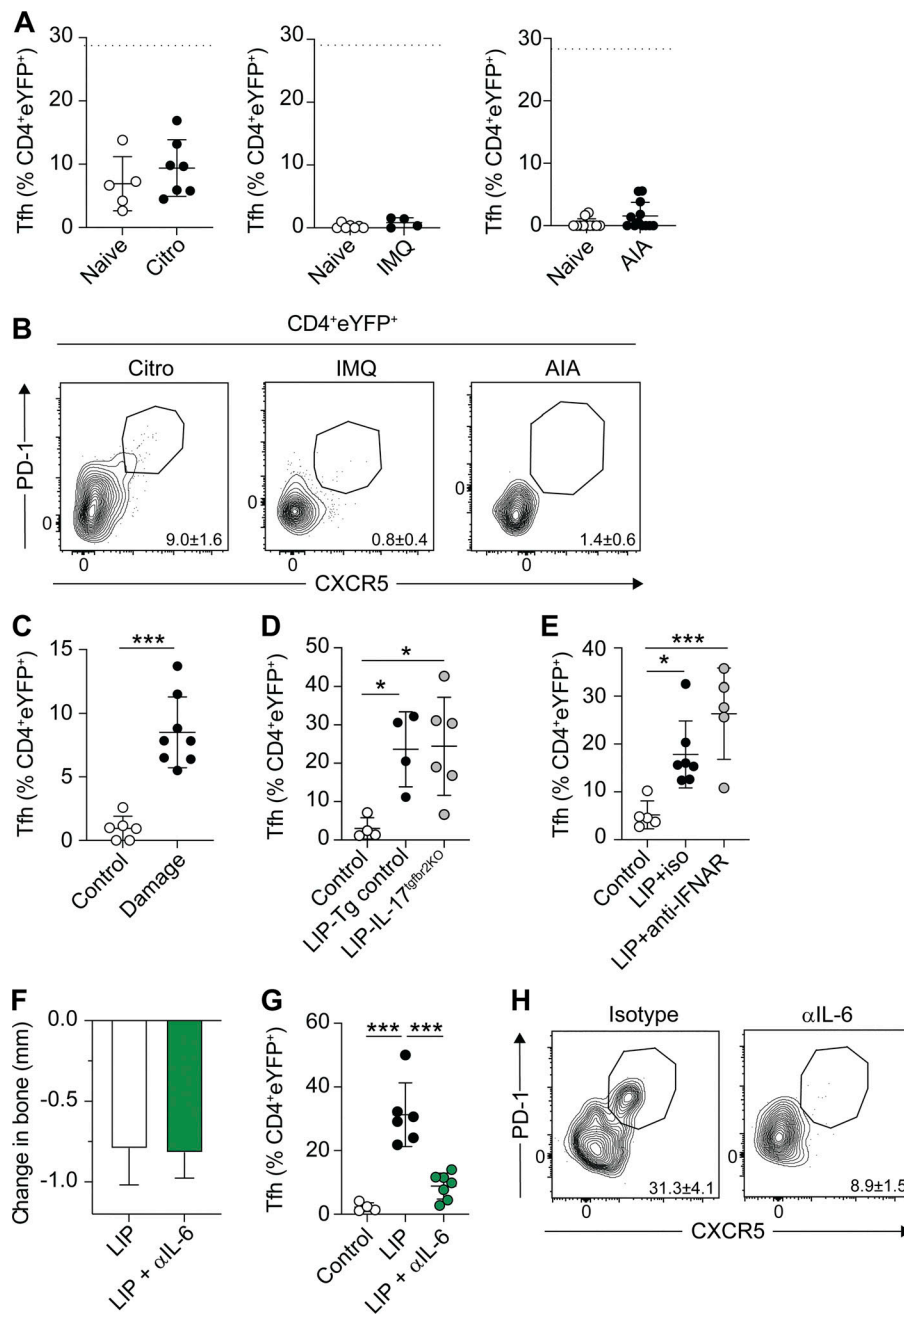 A
Tfh (% CD4⁺eYFP⁺)
30
20
10
0
Naive
Citro
Tfh (% CD4⁺eYFP⁺)
30
20
10
0
Naive
IMQ
Tfh (% CD4⁺eYFP⁺)
30
20
10
0
Naive
AIA
B
CD4⁺eYFP⁺
Citro
IMQ
AIA
PD-1
0
0
9.0±1.6
0
0
0.8±0.4
0
0
1.4±0.6
CXCR5
C
Tfh (% CD4⁺eYFP⁺)
15
10
5
0
***
Control
Damage
D
Tfh (% CD4⁺eYFP⁺)
50
40
30
20
10
0
*
*
Control
LIP-Tg control
LIP-IL-17tgfbr2KO
E
Tfh (% CD4⁺eYFP⁺)
40
30
20
10
0
***
*
Control
LIP+iso
LIP+anti-IFNAR
F
Change in bone (mm)
0.0
-0.5
-1.0
LIP
LIP + αIL-6
G
Tfh (% CD4⁺eYFP⁺)
60
40
20
0
*** ***
Control
LIP
LIP + αIL-6
H
Isotype
αIL-6
PD-1
0
0
31.3±4.1
0
0
8.9±1.5
CXCR5